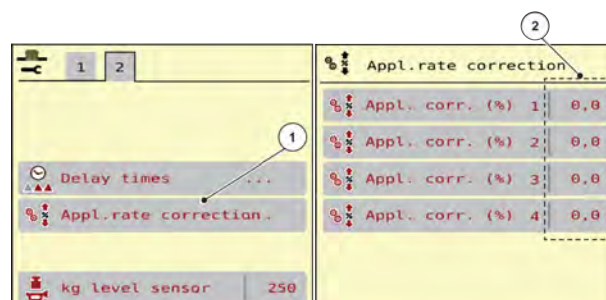 1 2
Delay times ...
1
Appl.rate correction.
kg level sensor 250
2
Appl.rate correction
Appl. corr. (%) 1 0,0
Appl. corr. (%) 2 0,0
Appl. corr. (%) 3 0,0
Appl. corr. (%) 4 0,0